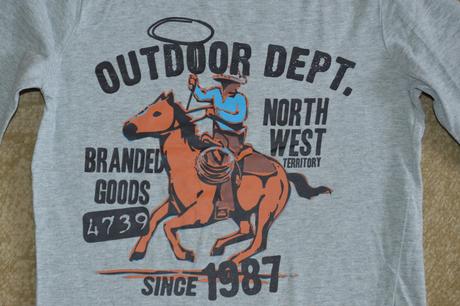 OUTDOOR DEPT.
NORTH
WEST
TERRITORY
BRANDED
GOODS
4739
SINCE 1987